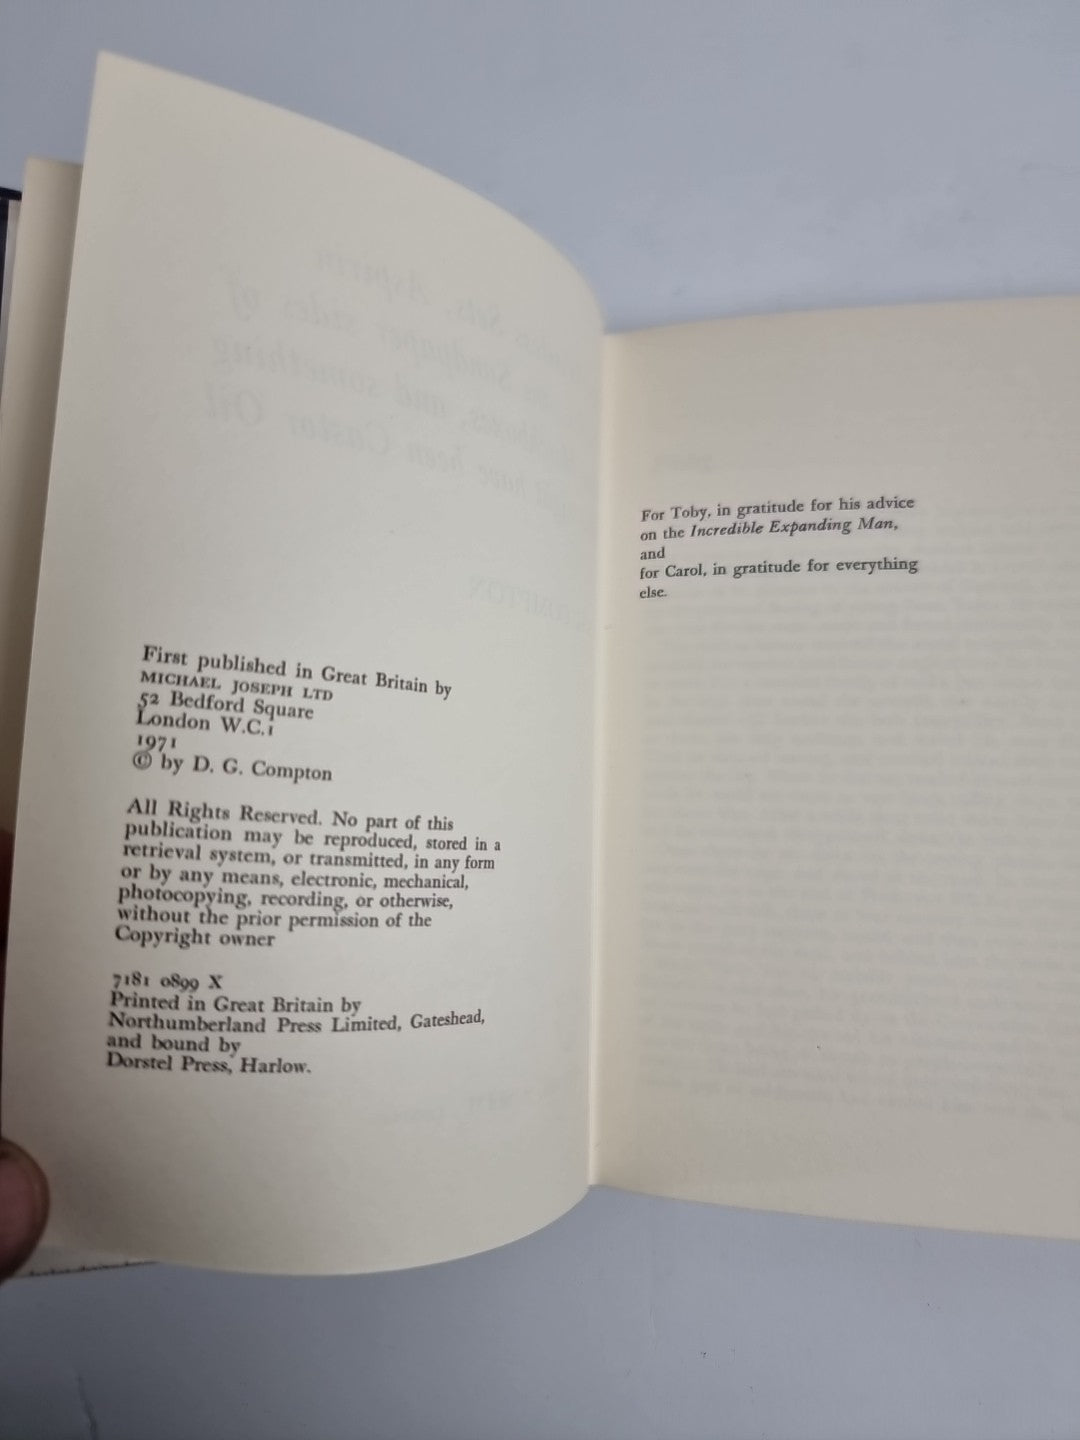 First published in Great Britain by
MICHAEL JOSEPH LTD
52 Bedford Square
London W.C.1
1971
© by D. G. Compton
All Rights Reserved. No part of this
publication may be reproduced, stored in a
retrieval system, or transmitted, in any form
or by any means, electronic, mechanical,
photocopying, recording, or otherwise,
without the prior permission of the
Copyright owner
7181 0899 X
Printed in Great Britain by
Northumberland Press Limited, Gateshead,
and bound by
Dorstel Press, Harlow.
For Toby, in gratitude for his advice
on the Incredible Expanding Man,
and
for Carol, in gratitude for everything
else.